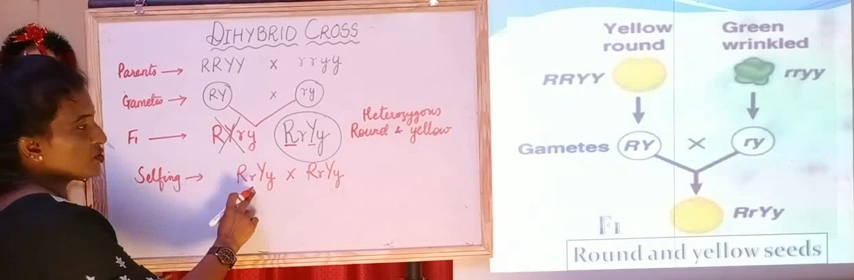 DIHYBRID CROSS
Parents → RRYY x rryy
Gametes → RY x ry
F1 → RYry RrYy
Heterozygous
Round & yellow
Selfing → RrYy x RrYy
Yellow
round
Green
wrinkled
RRYY
rryy
Gametes RY × ry
RrYy
F1
Round and yellow seeds